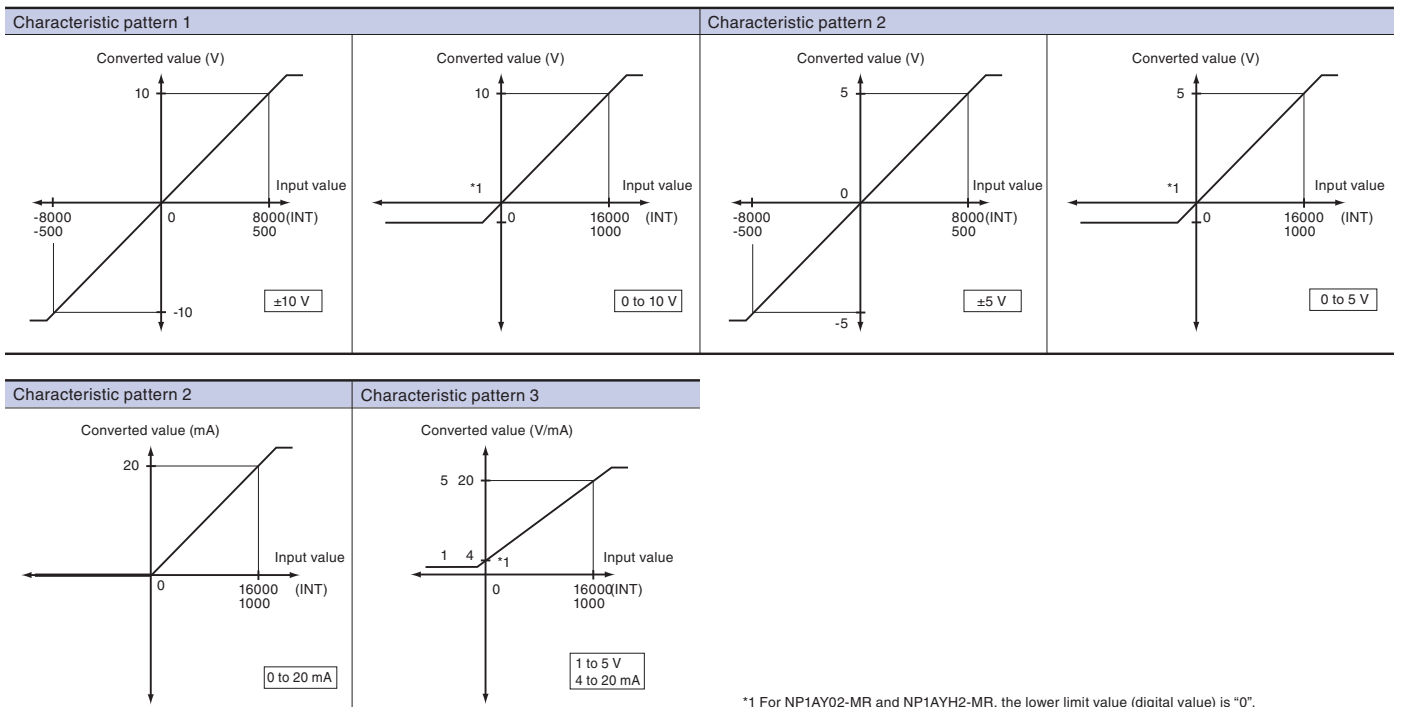 Characteristic pattern 1
Characteristic pattern 2
Converted value (V)
10
Input value
-8000
-500
0
8000(INT)
500
-10
±10 V
Converted value (V)
10
*1
Input value
0
16000 (INT)
1000
0 to 10 V
Converted value (V)
5
0
Input value
-8000
-500
8000(INT)
500
-5
±5 V
Converted value (V)
5
*1
Input value
0
16000 (INT)
1000
0 to 5 V
Characteristic pattern 2
Characteristic pattern 3
Converted value (mA)
20
Input value
0
16000 (INT)
1000
0 to 20 mA
Converted value (V/mA)
5 20
1 4
*1
Input value
0
16000(INT)
1000
1 to 5 V
4 to 20 mA
*1 For NP1AY02-MR and NP1AYH2-MR, the lower limit value (digital value) is “0”.